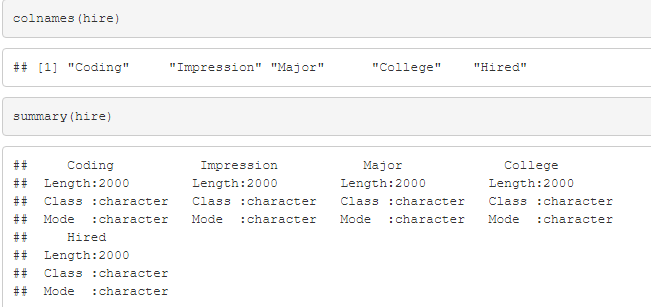 colnames(hire)
## [1] "Coding"     "Impression" "Major"      "College"    "Hired"
summary(hire)
##     Coding           Impression           Major             College
##  Length:2000        Length:2000        Length:2000        Length:2000
##  Class :character   Class :character   Class :character   Class :character
##  Mode  :character   Mode  :character   Mode  :character   Mode  :character
##     Hired
##  Length:2000
##  Class :character
##  Mode  :character